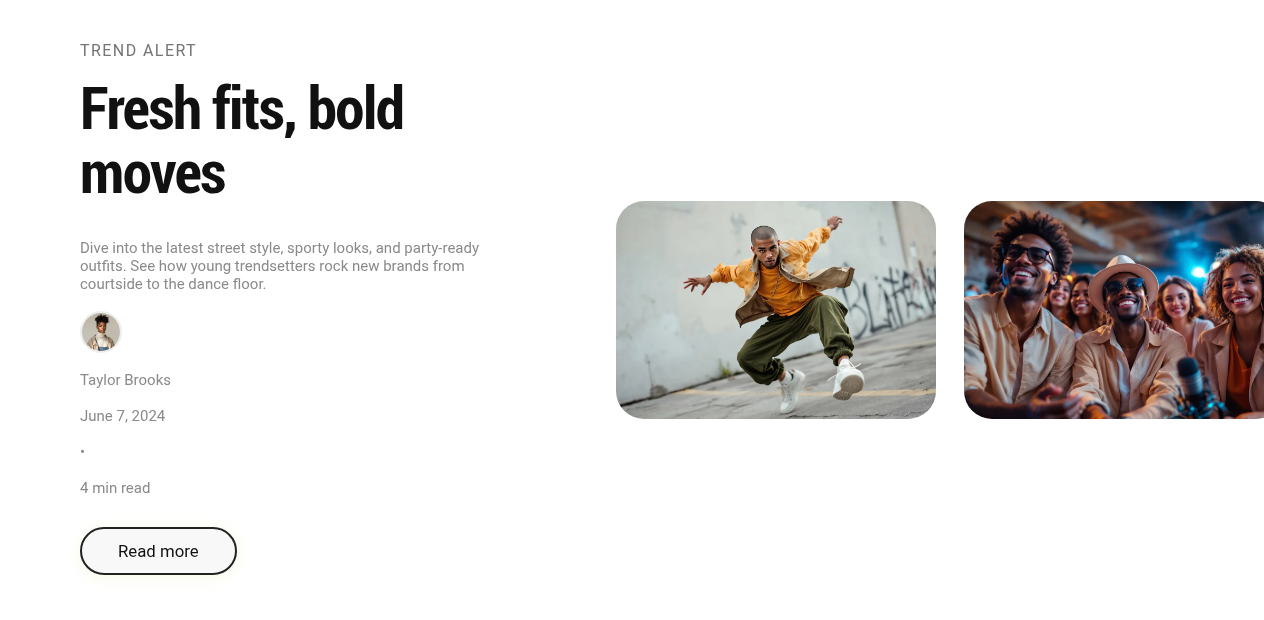 TREND ALERT
Fresh fits, bold
moves
Dive into the latest street style, sporty looks, and party-ready
outfits. See how young trendsetters rock new brands from
courtside to the dance floor.
Taylor Brooks
June 7, 2024
•
4 min read
Read more